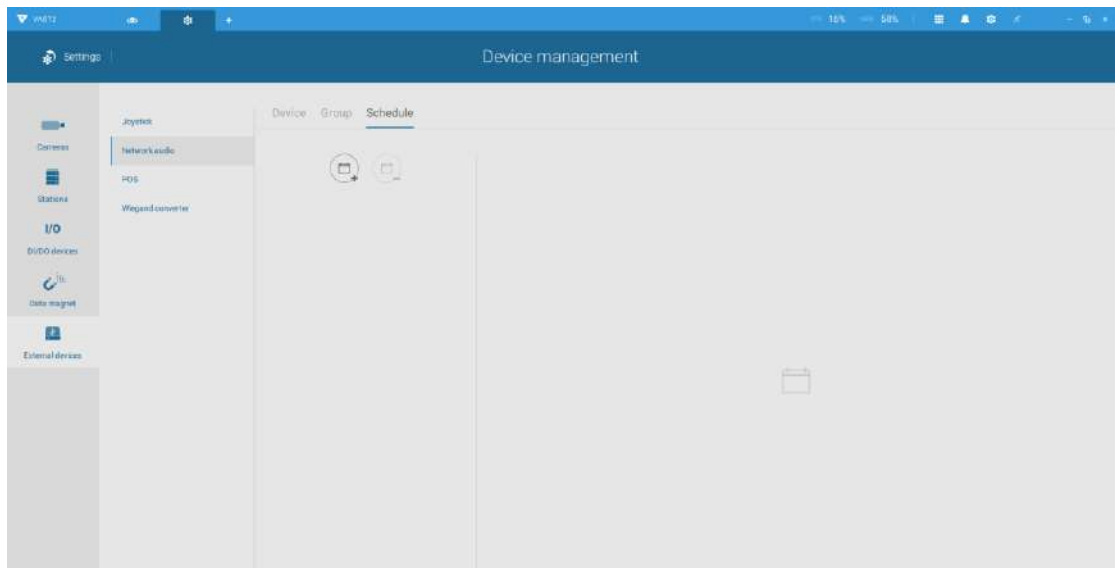 VAST2
16% 58%
Settings
Device management
Device Group Schedule
Cameras
Stations
I/O
DI/DO devices
Data magnet
External devices
Joystick
Network audio
POS
Wiegand converter